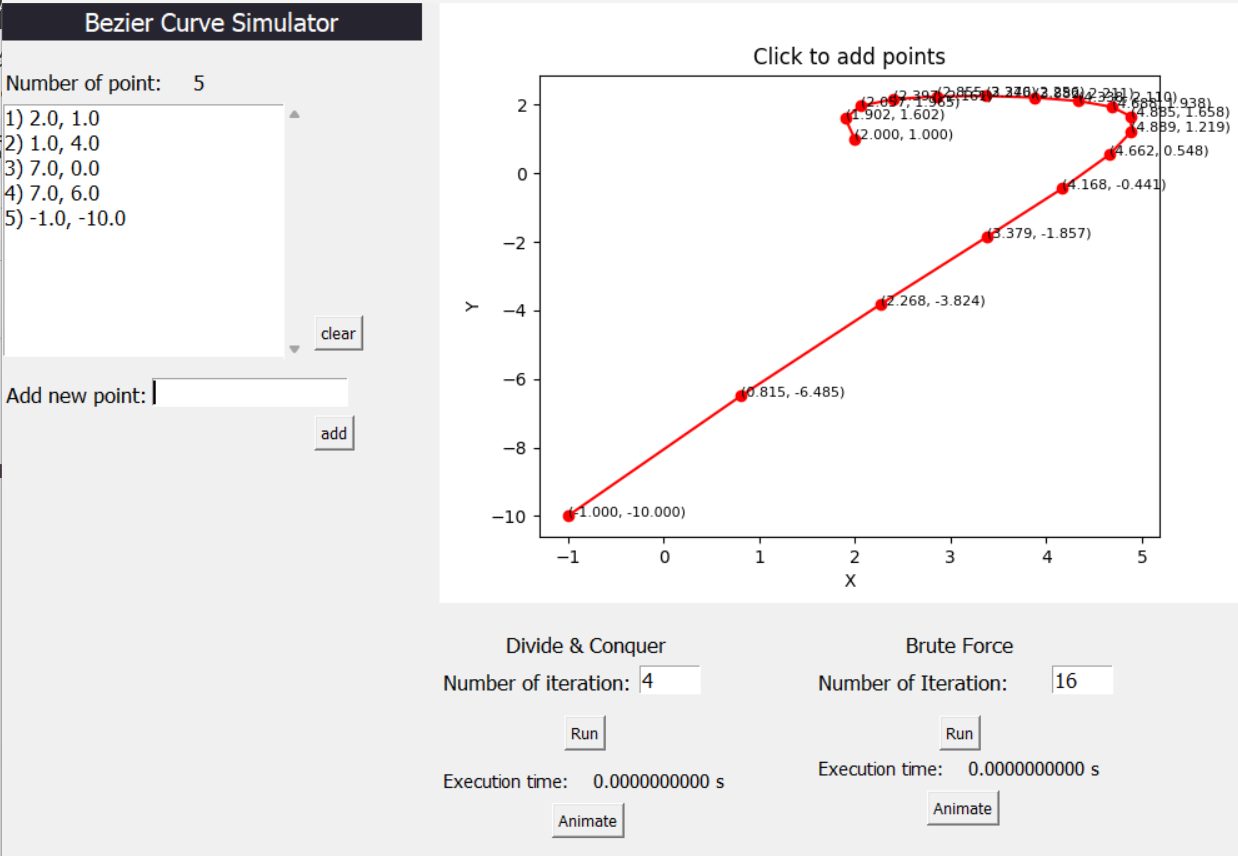 Bezier Curve Simulator
Number of point: 5
1) 2.0, 1.0
2) 1.0, 4.0
3) 7.0, 0.0
4) 7.0, 6.0
5) -1.0, -10.0
clear
Add new point:
add
Click to add points
(1.902, 1.602)
(2.000, 1.000)
(4.885, 1.658)
(4.889, 1.219)
(4.662, 0.548)
(4.168, -0.441)
(3.379, -1.857)
(2.268, -3.824)
(0.815, -6.485)
(-1.000, -10.000)
2
0
−2
−4
−6
−8
−10
Y
−1 0 1 2 3 4 5
X
Divide & Conquer
Number of iteration: 4
Run
Execution time: 0.0000000000 s
Animate
Brute Force
Number of Iteration: 16
Run
Execution time: 0.0000000000 s
Animate